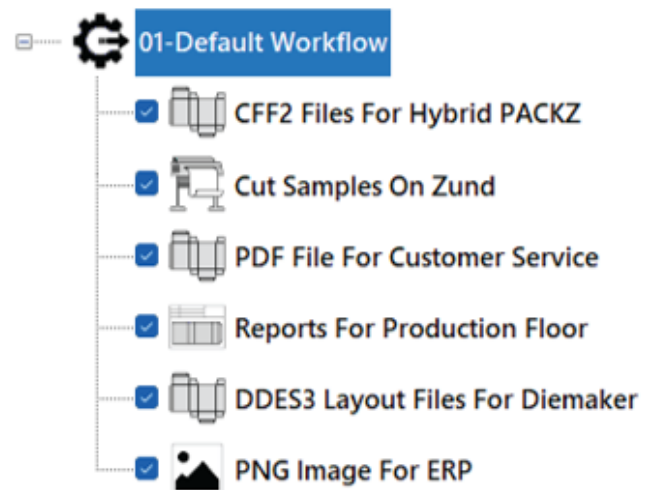 01-Default Workflow
CFF2 Files For Hybrid PACKZ
Cut Samples On Zund
PDF File For Customer Service
Reports For Production Floor
DDES3 Layout Files For Diemaker
PNG Image For ERP